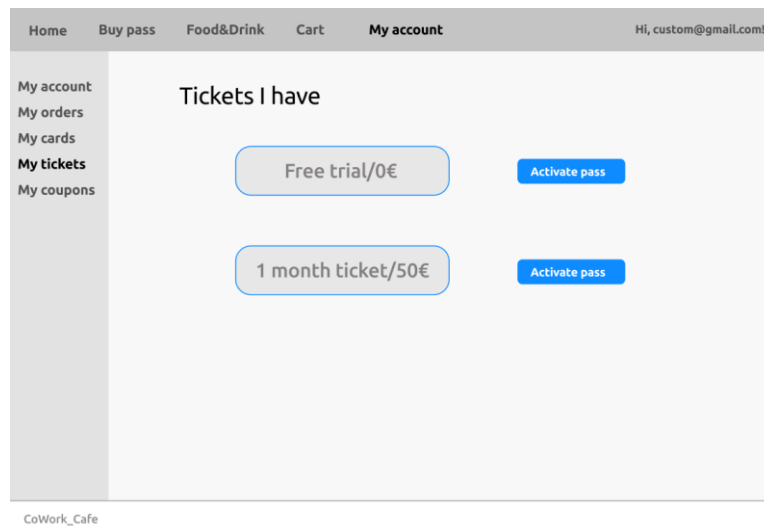 Home Buy pass Food&Drink Cart My account Hi, custom@gmail.com!
My account
My orders
My cards
My tickets
My coupons
Tickets I have
Free trial/0€ Activate pass
1 month ticket/50€ Activate pass
CoWork_Cafe